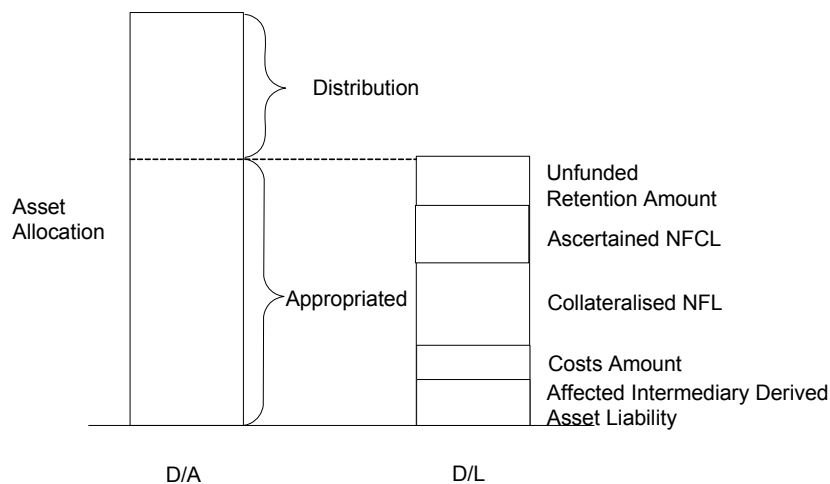 Distribution
Unfunded
Retention Amount
Asset
Allocation
Ascertained NFCL
Appropriated
Collateralised NFL
Costs Amount
Affected Intermediary Derived
Asset Liability
D/A
D/L